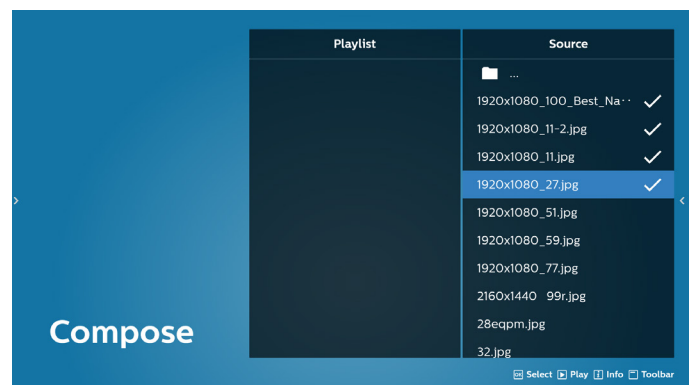 Playlist
Source
...
1920x1080_100_Best_Na··
1920x1080_11-2.jpg
1920x1080_11.jpg
1920x1080_27.jpg
1920x1080_51.jpg
1920x1080_59.jpg
1920x1080_77.jpg
2160x1440 99r.jpg
28eqpm.jpg
32.jpg
Compose
OK Select Play i Info Toolbar